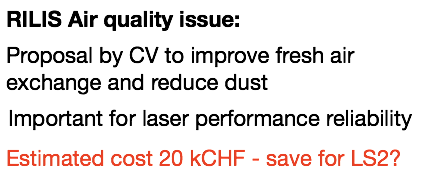 RILIS Air quality issue:
Proposal by CV to improve fresh air
exchange and reduce dust
Important for laser performance reliability
Estimated cost 20 kCHF - save for LS2?